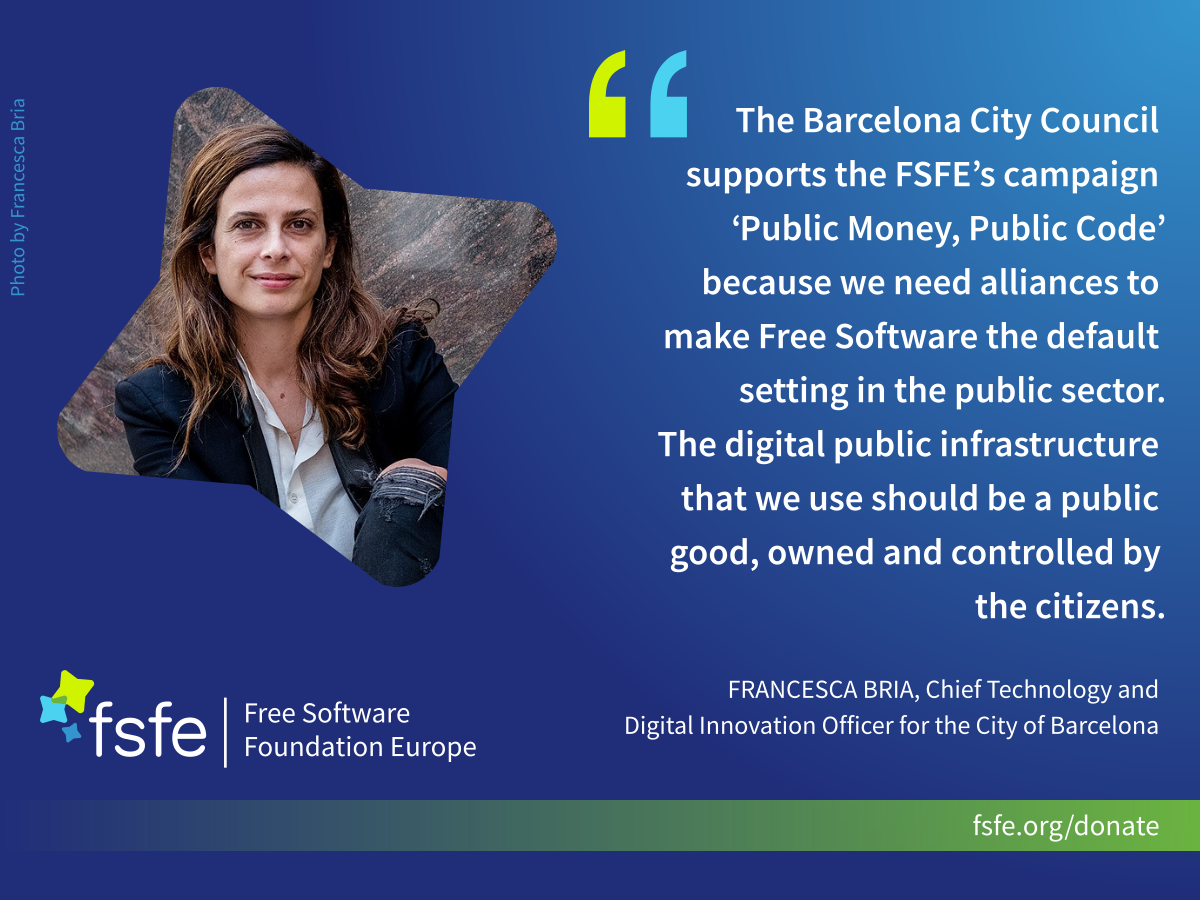 Photo by Francesca Bria
The Barcelona City Council
supports the FSFE’s campaign
‘Public Money, Public Code’
because we need alliances to
make Free Software the default
setting in the public sector.
The digital public infrastructure
that we use should be a public
good, owned and controlled by
the citizens.
FRANCESCA BRIA, Chief Technology and
Digital Innovation Officer for the City of Barcelona
fsfe
Free Software
Foundation Europe
fsfe.org/donate